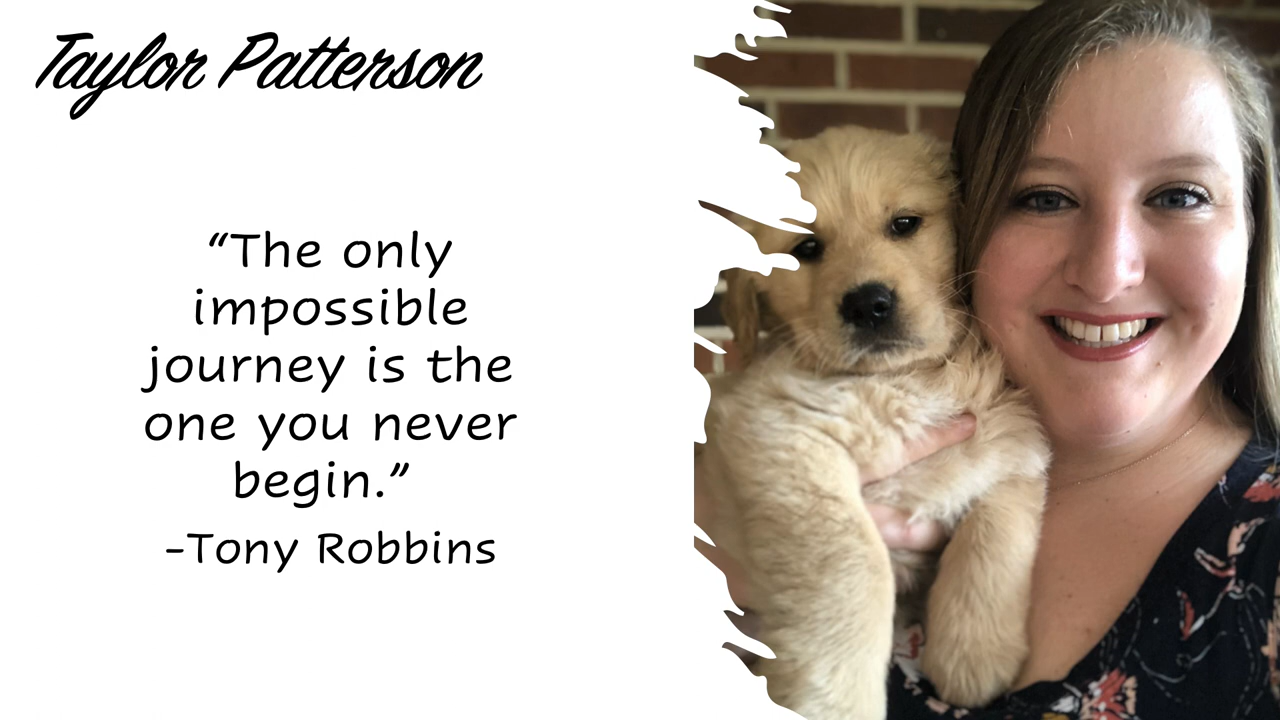 Taylor Patterson
“The only
impossible
journey is the
one you never
begin.”
-Tony Robbins